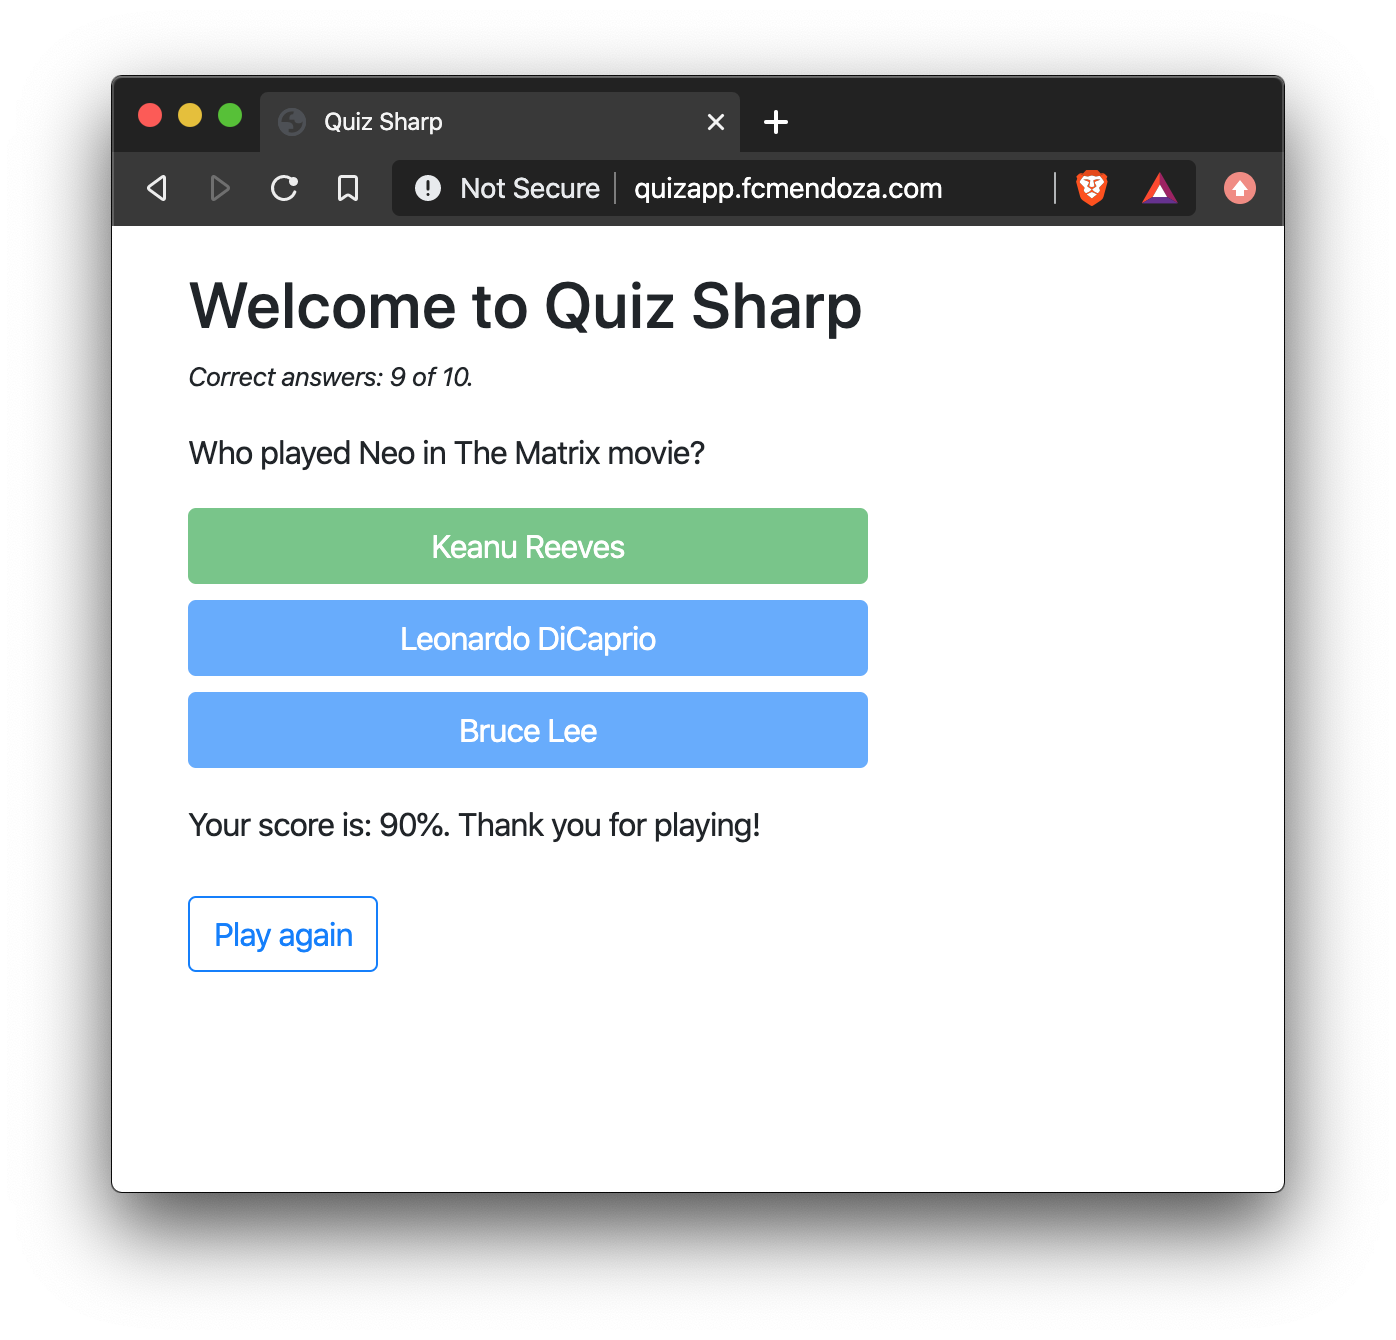 Quiz Sharp
Not Secure
quizapp.fcmendoza.com
Welcome to Quiz Sharp
Correct answers: 9 of 10.
Who played Neo in The Matrix movie?
Keanu Reeves
Leonardo DiCaprio
Bruce Lee
Your score is: 90%. Thank you for playing!
Play again